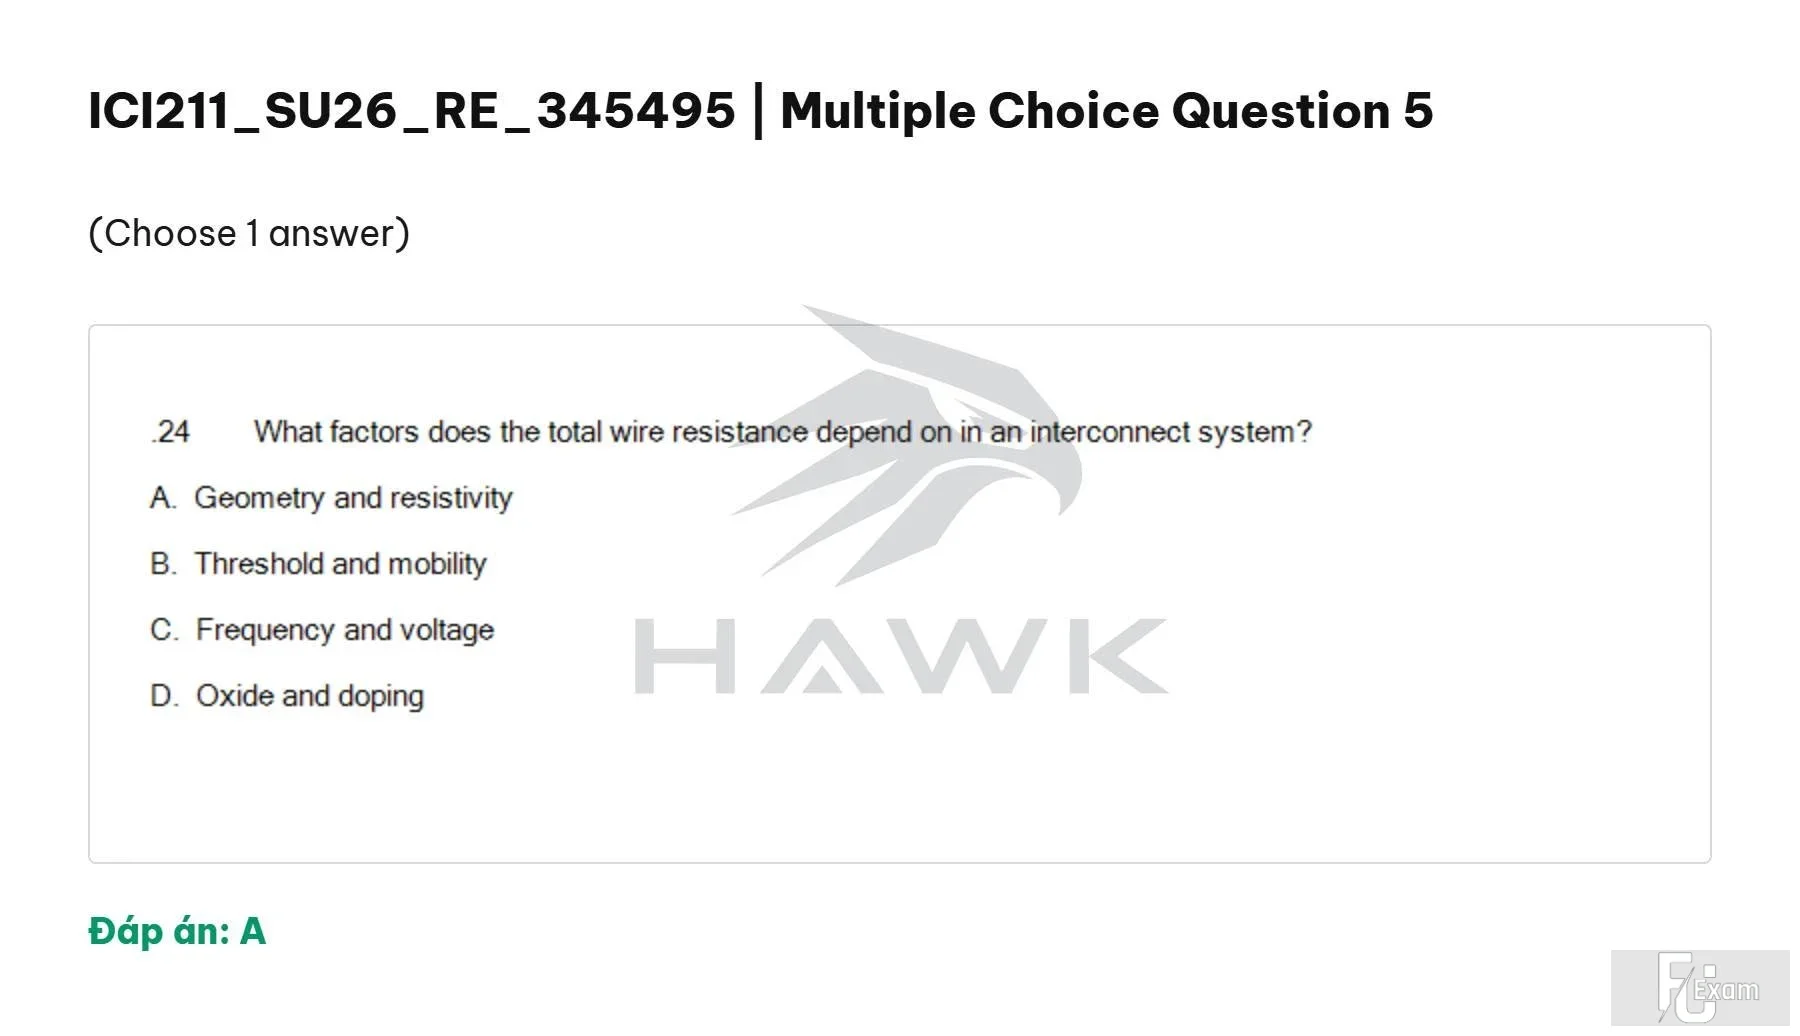 ICI211_SU26_RE_345495 | Multiple Choice Question 5
(Choose 1 answer)
.24 What factors does the total wire resistance depend on in an interconnect system?
A. Geometry and resistivity
B. Threshold and mobility
C. Frequency and voltage
D. Oxide and doping
HAWK
Đáp án: A
FU Exam